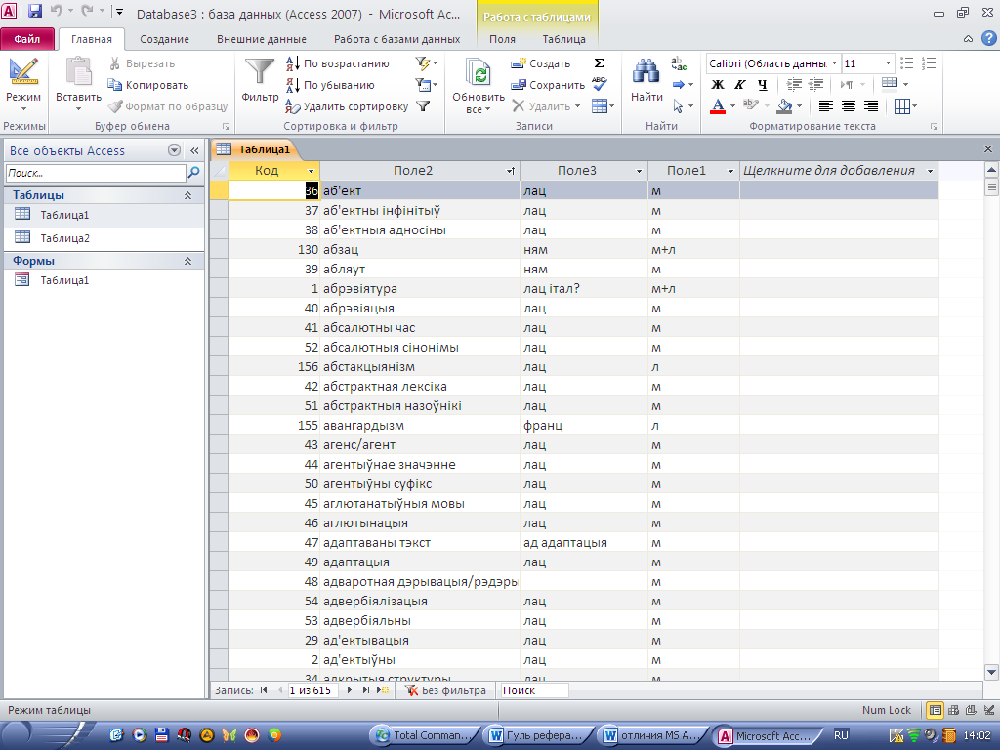 Database3 : база данных (Access 2007) - Microsoft Ac...
Работа с таблицами
Файл Главная Создание Внешние данные Работа с базами данных Поля Таблица
Режим
Вставить
Вырезать
Копировать
Формат по образцу
Фильтр
По возрастанию
По убыванию
Удалить сортировку
Обновить все
Создать
Сохранить
Удалить
Найти
Calibri (Область данных 11
Ж К Ч
Режимы Буфер обмена Сортировка и фильтр Записи Найти Форматирование текста
Все объекты Access
Поиск...
Таблицы
Таблица1
Таблица2
Формы
Таблица1
Таблица1
Код Поле2 Поле3 Поле1 Щелкните для добавления
36 аб'ект лац м
37 аб'ектны інфінітыў лац м
38 аб'ектныя адносіны лац м
130 абзац ням м+л
39 абляут ням м
1 абрэвіятура лац італ? м+л
40 абрэвіяцыя лац м
41 абсалютны час лац м
52 абсалютныя сінонімы лац м
156 абстакцыянізм лац л
42 абстрактная лексіка лац м
51 абстрактныя назоўнікі лац м
155 авангардызм франц л
43 агенс/агент лац м
44 агентыўнае значэнне лац м
50 агентыўны суфікс лац м
45 аглютанатыўныя мовы лац м
46 аглютынацыя лац м
47 адаптаваны тэкст ад адаптацыя м
49 адаптацыя лац м
48 адваротная дэрывацыя/рэдэры м
54 адвербіялізацыя лац м
53 адвербіяльны лац м
29 ад'ектывацыя лац м
2 ад'ектыўны лац м
34 адкрытыя структуры лац м
Запись: 1 из 615 Без фильтра Поиск
Режим таблицы Num Lock
Total Comman... Гуль рефера... отличия MS A... Microsoft Acc... RU 14:02